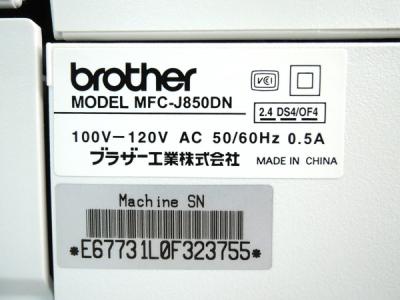 brother
MODEL MFC-J850DN
VCCI
2.4 DS4/OF4
100V-120V AC 50/60Hz 0.5A
ブラザー工業株式会社 MADE IN CHINA
Machine SN
*E67731L0F323755*